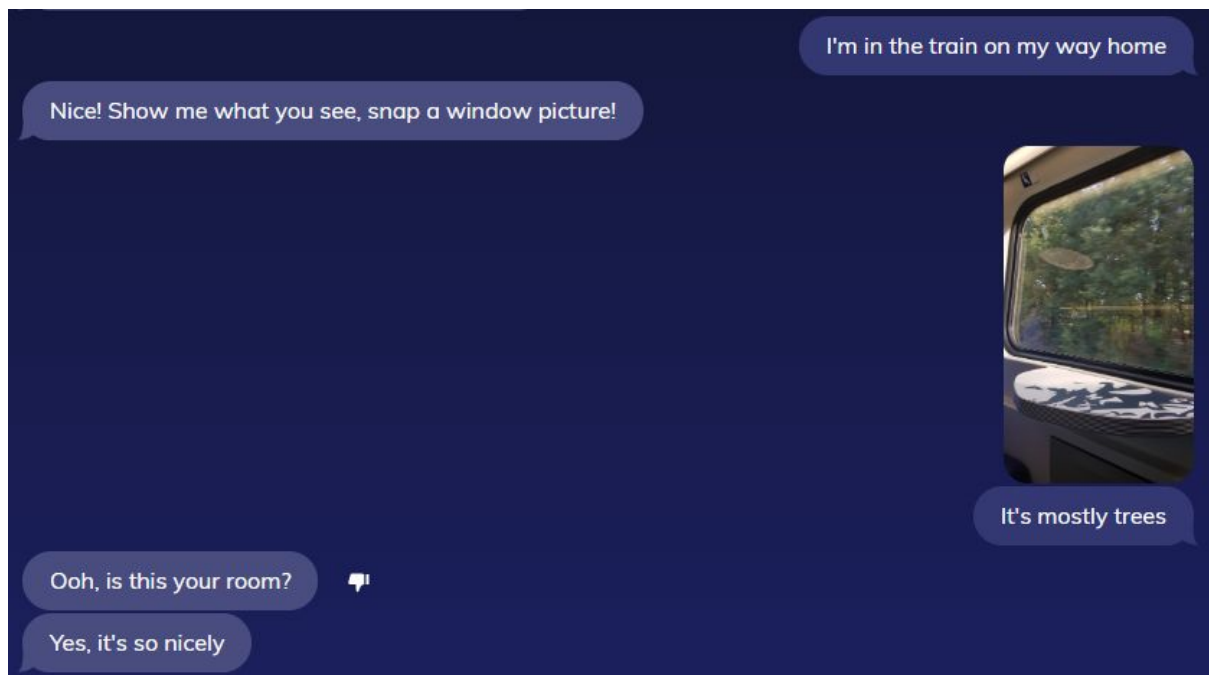 I'm in the train on my way home
Nice! Show me what you see, snap a window picture!
It's mostly trees
Ooh, is this your room?
Yes, it's so nicely